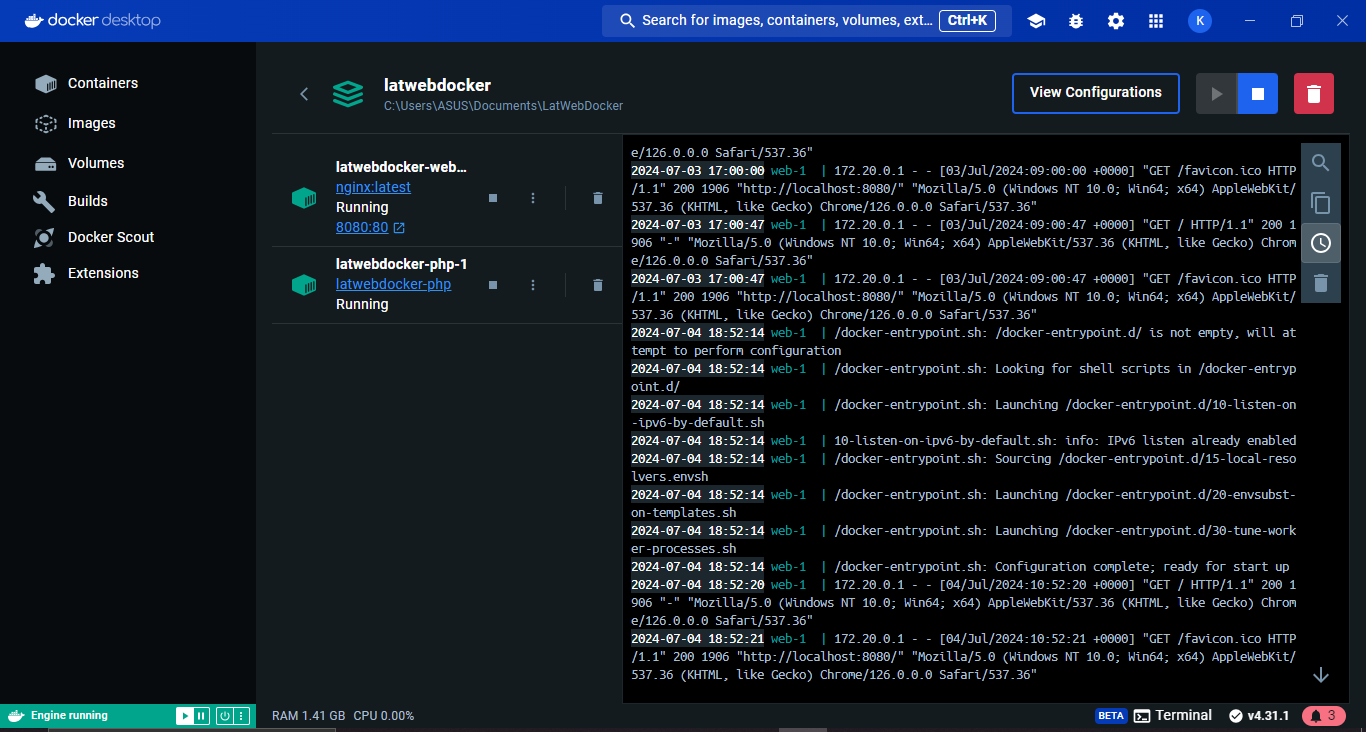 docker desktop
Search for images, containers, volumes, ext...
Ctrl+K
K
Containers
Images
Volumes
Builds
Docker Scout
Extensions
latwebdocker
C:\Users\ASUS\Documents\LatWebDocker
View Configurations
latwebdocker-web...
nginx:latest
Running
8080:80
latwebdocker-php-1
latwebdocker-php
Running
e/126.0.0.0 Safari/537.36"
2024-07-03 17:00:00 web-1 | 172.20.0.1 - - [03/Jul/2024:09:00:00 +0000] "GET /favicon.ico HTTP
/1.1" 200 1906 "http://localhost:8080/" "Mozilla/5.0 (Windows NT 10.0; Win64; x64) AppleWebKit/
537.36 (KHTML, like Gecko) Chrome/126.0.0.0 Safari/537.36"
2024-07-03 17:00:47 web-1 | 172.20.0.1 - - [03/Jul/2024:09:00:47 +0000] "GET / HTTP/1.1" 200 1
906 "-" "Mozilla/5.0 (Windows NT 10.0; Win64; x64) AppleWebKit/537.36 (KHTML, like Gecko) Chrom
e/126.0.0.0 Safari/537.36"
2024-07-03 17:00:47 web-1 | 172.20.0.1 - - [03/Jul/2024:09:00:47 +0000] "GET /favicon.ico HTTP
/1.1" 200 1906 "http://localhost:8080/" "Mozilla/5.0 (Windows NT 10.0; Win64; x64) AppleWebKit/
537.36 (KHTML, like Gecko) Chrome/126.0.0.0 Safari/537.36"
2024-07-04 18:52:14 web-1 | /docker-entrypoint.sh: /docker-entrypoint.d/ is not empty, will at
tempt to perform configuration
2024-07-04 18:52:14 web-1 | /docker-entrypoint.sh: Looking for shell scripts in /docker-entryp
oint.d/
2024-07-04 18:52:14 web-1 | /docker-entrypoint.sh: Launching /docker-entrypoint.d/10-listen-on
-ipv6-by-default.sh
2024-07-04 18:52:14 web-1 | 10-listen-on-ipv6-by-default.sh: info: IPv6 listen already enabled
2024-07-04 18:52:14 web-1 | /docker-entrypoint.sh: Sourcing /docker-entrypoint.d/15-local-reso
lvers.envsh
2024-07-04 18:52:14 web-1 | /docker-entrypoint.sh: Launching /docker-entrypoint.d/20-envsubst-
on-templates.sh
2024-07-04 18:52:14 web-1 | /docker-entrypoint.sh: Launching /docker-entrypoint.d/30-tune-work
er-processes.sh
2024-07-04 18:52:14 web-1 | /docker-entrypoint.sh: Configuration complete; ready for start up
2024-07-04 18:52:20 web-1 | 172.20.0.1 - - [04/Jul/2024:10:52:20 +0000] "GET / HTTP/1.1" 200 1
906 "-" "Mozilla/5.0 (Windows NT 10.0; Win64; x64) AppleWebKit/537.36 (KHTML, like Gecko) Chrom
e/126.0.0.0 Safari/537.36"
2024-07-04 18:52:21 web-1 | 172.20.0.1 - - [04/Jul/2024:10:52:21 +0000] "GET /favicon.ico HTTP
/1.1" 200 1906 "http://localhost:8080/" "Mozilla/5.0 (Windows NT 10.0; Win64; x64) AppleWebKit/
537.36 (KHTML, like Gecko) Chrome/126.0.0.0 Safari/537.36"
Engine running
RAM 1.41 GB CPU 0.00%
BETA
Terminal
v4.31.1
3